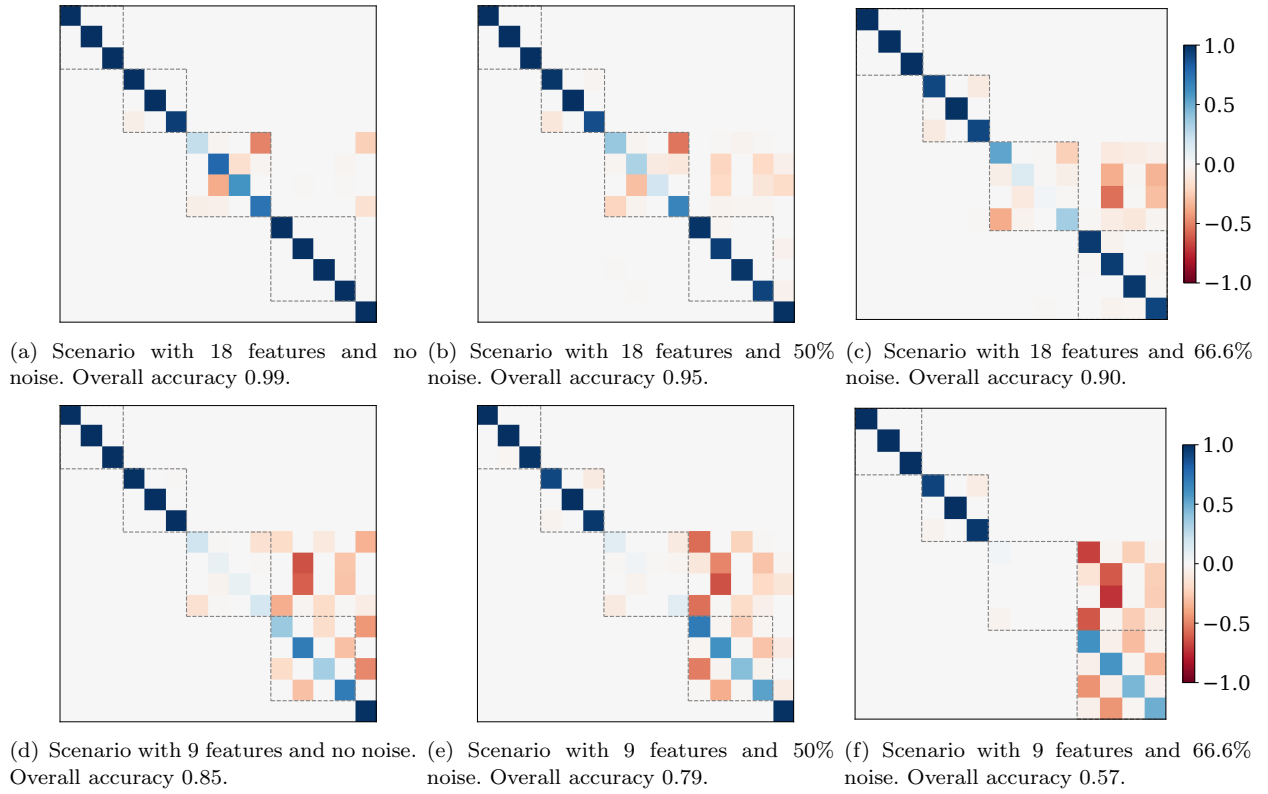 1.0
0.5
0.0
−0.5
−1.0
(a) Scenario with 18 features and no
noise. Overall accuracy 0.99.
(b) Scenario with 18 features and 50%
noise. Overall accuracy 0.95.
(c) Scenario with 18 features and 66.6%
noise. Overall accuracy 0.90.
1.0
0.5
0.0
−0.5
−1.0
(d) Scenario with 9 features and no noise.
Overall accuracy 0.85.
(e) Scenario with 9 features and 50%
noise. Overall accuracy 0.79.
(f) Scenario with 9 features and 66.6%
noise. Overall accuracy 0.57.